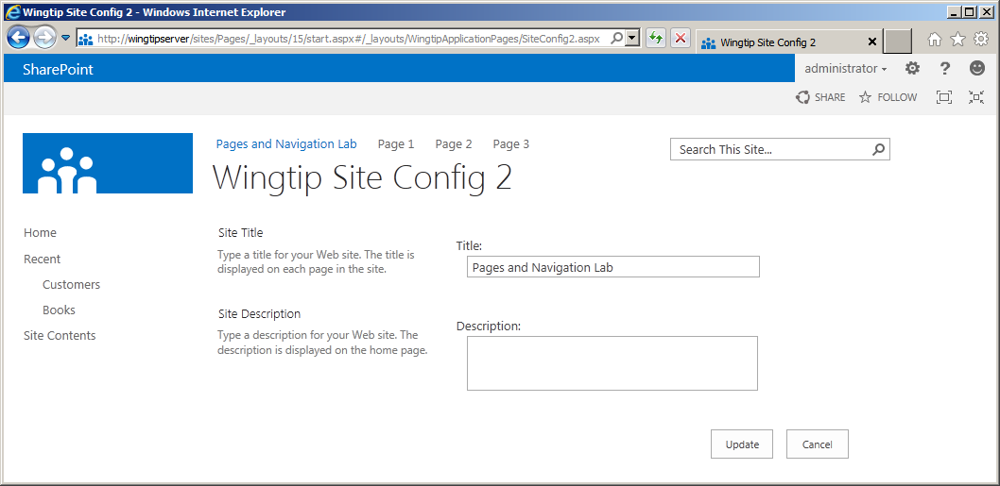 Wingtip Site Config 2 - Windows Internet Explorer
http://wingtipserver/sites/Pages/_layouts/15/start.aspx#/_layouts/WingtipApplicationPages/SiteConfig2.aspx
Wingtip Site Config 2
SharePoint
administrator
?
SHARE
FOLLOW
Pages and Navigation Lab Page 1 Page 2 Page 3
Search This Site...
Wingtip Site Config 2
Home
Recent
Customers
Books
Site Contents
Site Title
Type a title for your Web site. The title is
displayed on each page in the site.
Title:
Pages and Navigation Lab
Site Description
Type a description for your Web site. The
description is displayed on the home page.
Description:
Update
Cancel